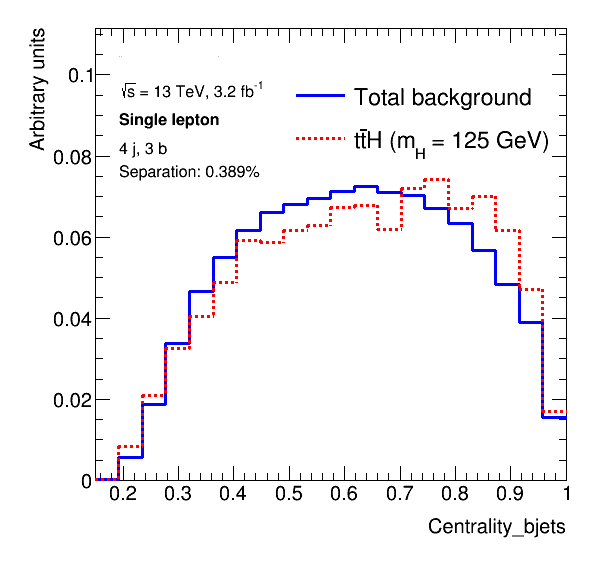 Arbitrary units
0.1
0.08
0.06
0.04
0.02
0
√s = 13 TeV, 3.2 fb⁻¹
Single lepton
4 j, 3 b
Separation: 0.389%
Total background
tt̄H (m_H = 125 GeV)
0.2 0.3 0.4 0.5 0.6 0.7 0.8 0.9 1
Centrality_bjets